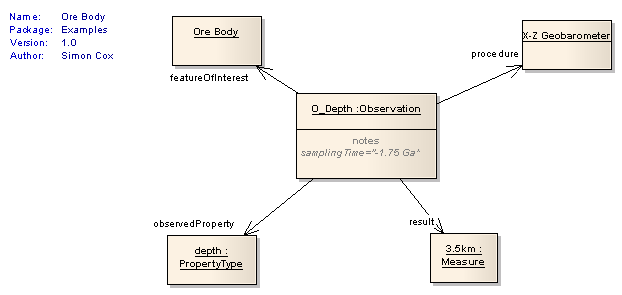 Name: Ore Body
Package: Examples
Version: 1.0
Author: Simon Cox
Ore Body
X-Z Geobarometer
procedure
featureOfInterest
O_Depth :Observation
notes
samplingTime="-1.75 Ga"
observedProperty
result
depth :
PropertyType
3.5km :
Measure